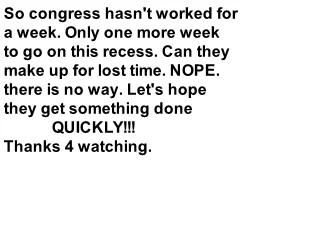 So congress hasn't worked for
a week. Only one more week
to go on this recess. Can they
make up for lost time. NOPE.
there is no way. Let's hope
they get something done
QUICKLY!!!
Thanks 4 watching.